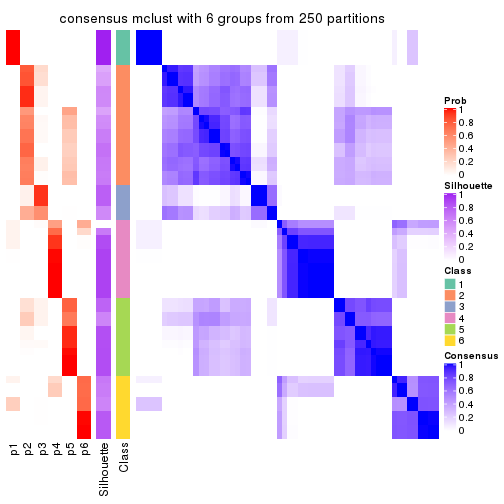 consensus mclust with 6 groups from 250 partitions
Prob
1
0.8
0.6
0.4
0.2
0
Silhouette
1
0.8
0.6
0.4
0.2
0
Class
1
2
3
4
5
6
Consensus
1
0.8
0.6
0.4
0.2
0
p1
p2
p3
p4
p5
p6
Silhouette
Class